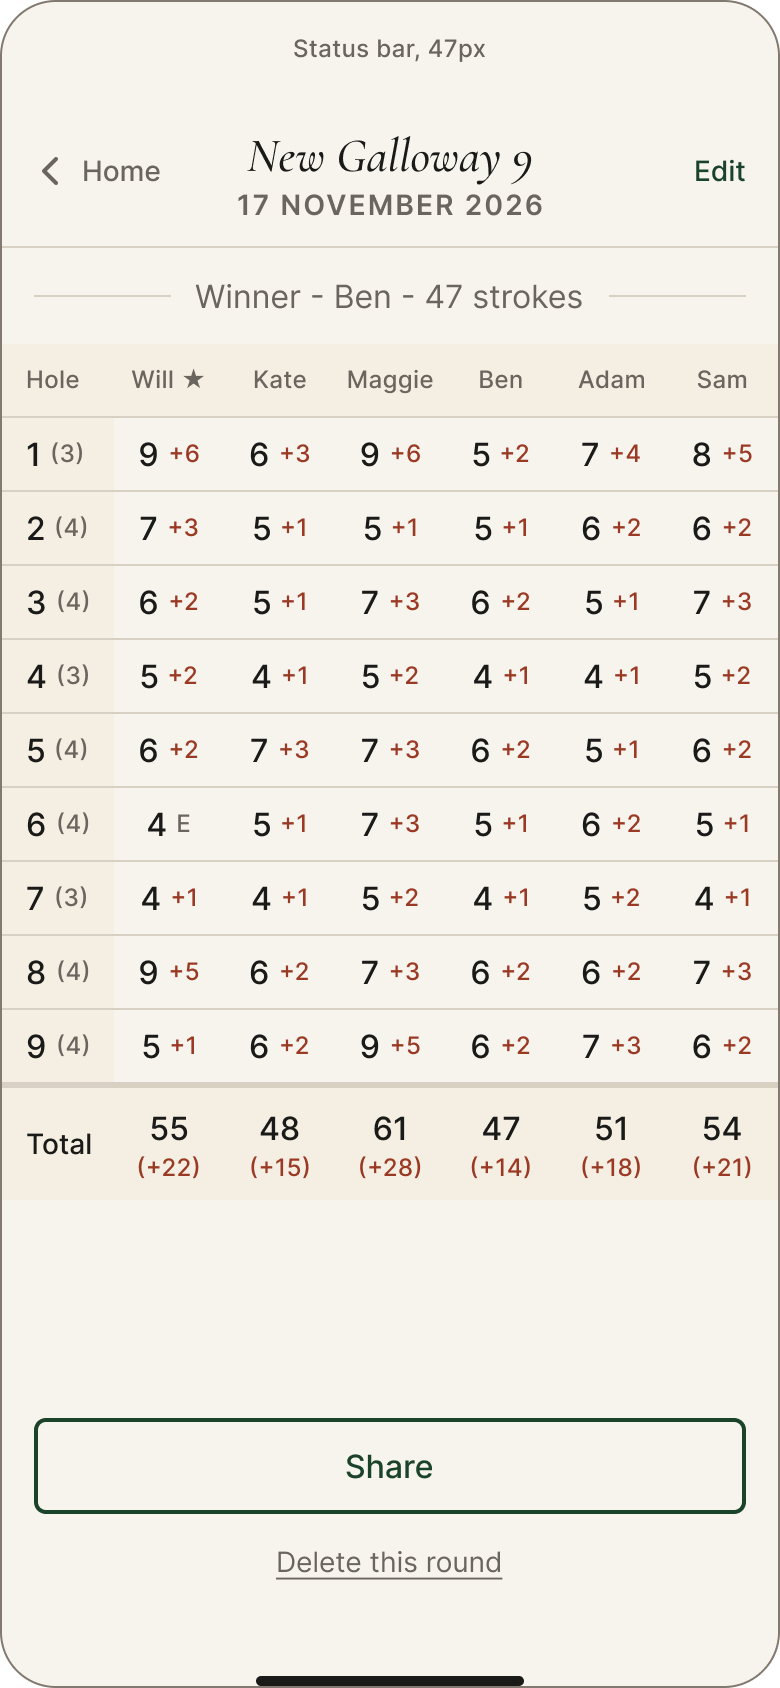 Status bar, 47px
Home
New Galloway 9
17 NOVEMBER 2026
Edit
Winner - Ben - 47 strokes
Hole Will ★ Kate Maggie Ben Adam Sam
1 (3) 9 +6 6 +3 9 +6 5 +2 7 +4 8 +5
2 (4) 7 +3 5 +1 5 +1 5 +1 6 +2 6 +2
3 (4) 6 +2 5 +1 7 +3 6 +2 5 +1 7 +3
4 (3) 5 +2 4 +1 5 +2 4 +1 4 +1 5 +2
5 (4) 6 +2 7 +3 7 +3 6 +2 5 +1 6 +2
6 (4) 4 E 5 +1 7 +3 5 +1 6 +2 5 +1
7 (3) 4 +1 4 +1 5 +2 4 +1 5 +2 4 +1
8 (4) 9 +5 6 +2 7 +3 6 +2 6 +2 7 +3
9 (4) 5 +1 6 +2 9 +5 6 +2 7 +3 6 +2
Total 55 48 61 47 51 54
(+22) (+15) (+28) (+14) (+18) (+21)
Share
Delete this round